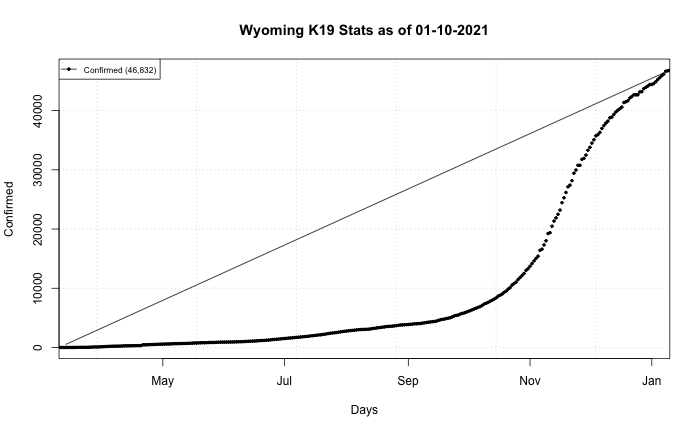 Wyoming K19 Stats as of 01-10-2021
Confirmed (46,832)
Confirmed
40000
30000
20000
10000
0
May Jul Sep Nov Jan
Days